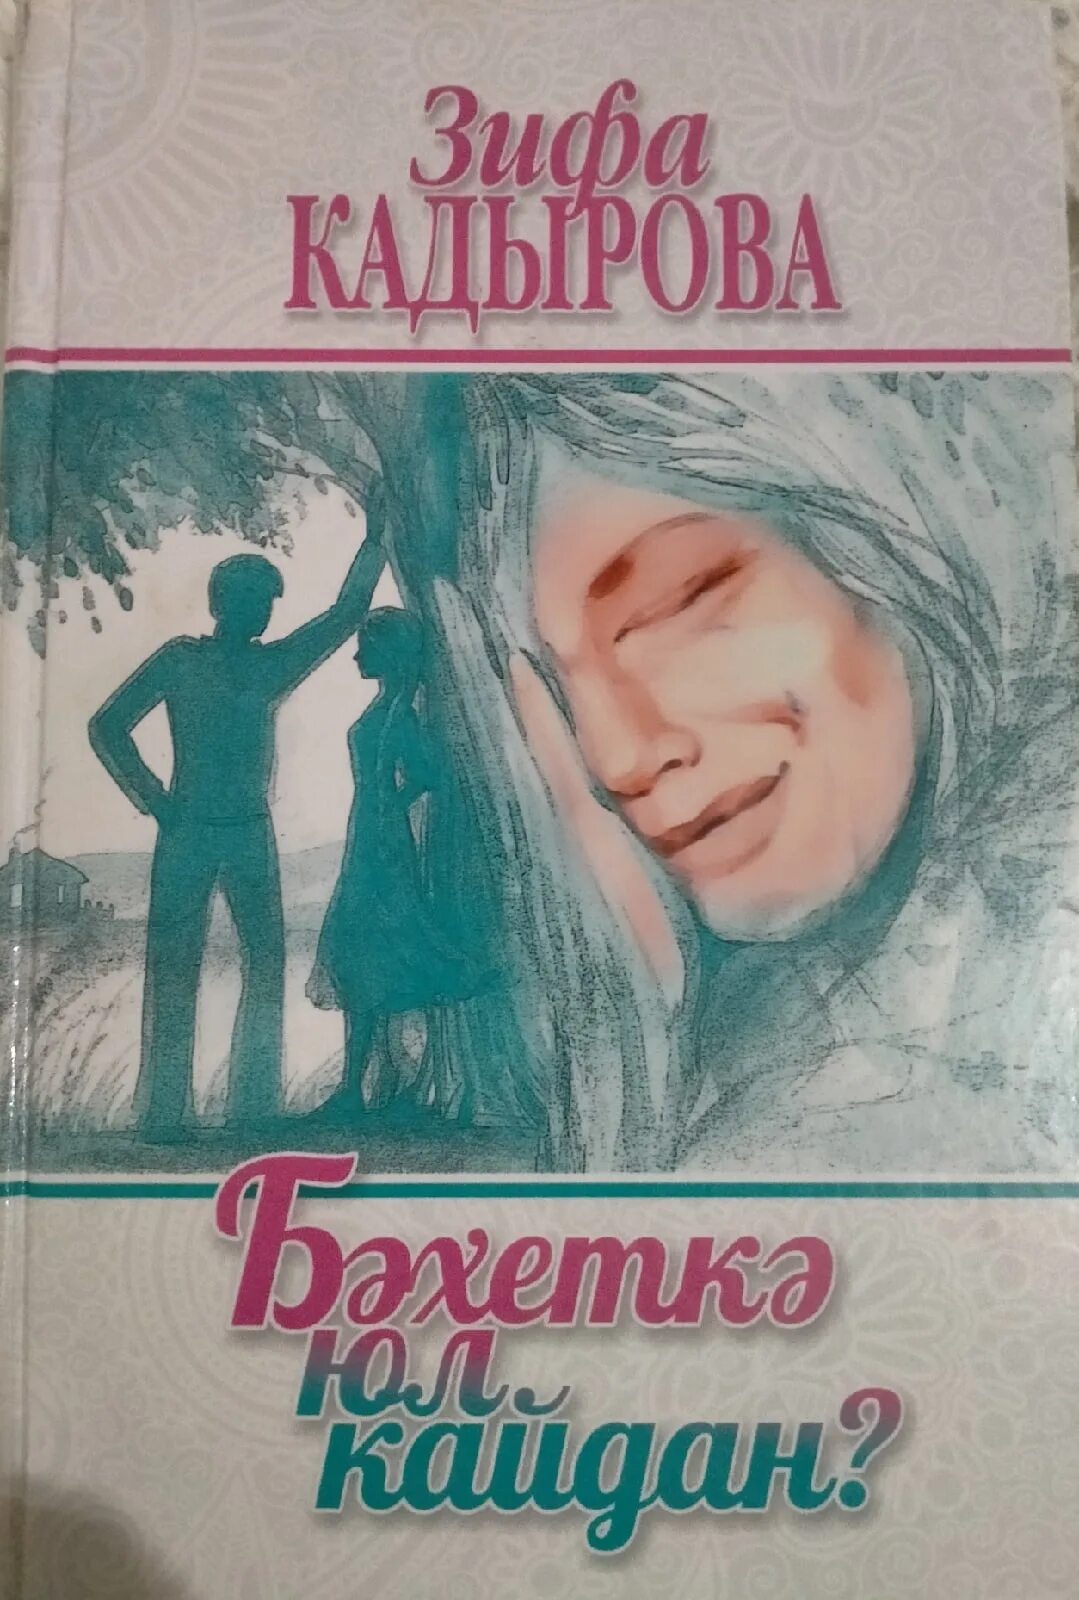 Зифа
КАДЫРОВА
Бәхеткә
юл
кайдан?